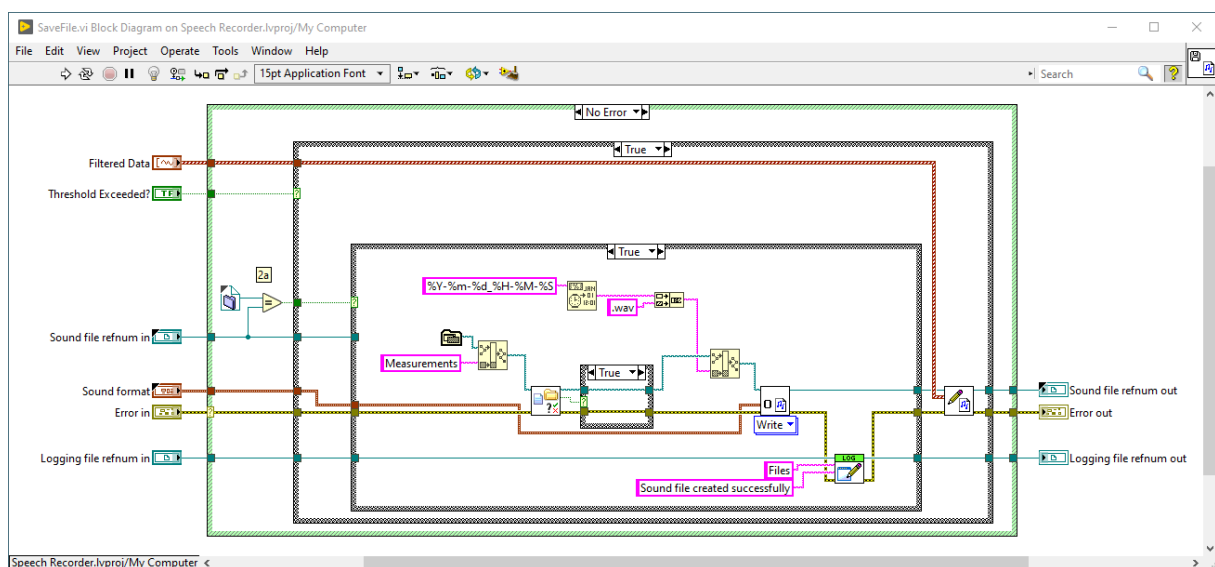 SaveFile.vi Block Diagram on Speech Recorder.lvproj/My Computer
File Edit View Project Operate Tools Window Help
15pt Application Font
Search
No Error
True
Filtered Data
Threshold Exceeded?
TF
True
2a
%Y-%m-%d_%H-%M-%S
.wav
Sound file refnum in
Measurements
True
Sound format
Sound file refnum out
Error in
Error out
Write
Logging file refnum in
LOG
Logging file refnum out
Files
Sound file created successfully
Speech Recorder.lvproj/My Computer